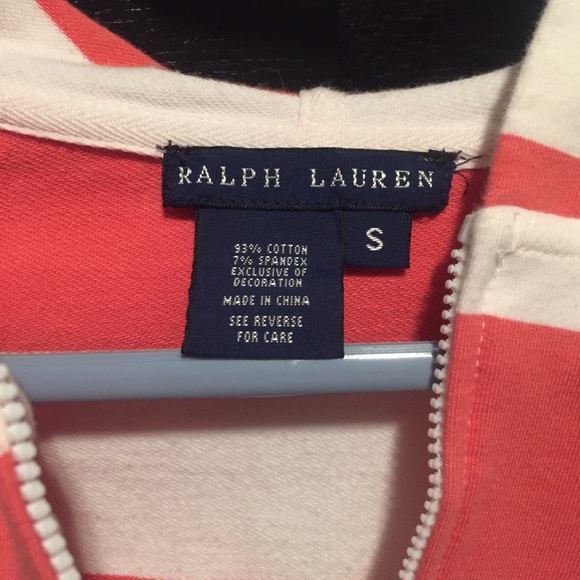 RALPH LAUREN
S
93% COTTON
7% SPANDEX
EXCLUSIVE OF
DECORATION
MADE IN CHINA
SEE REVERSE
FOR CARE